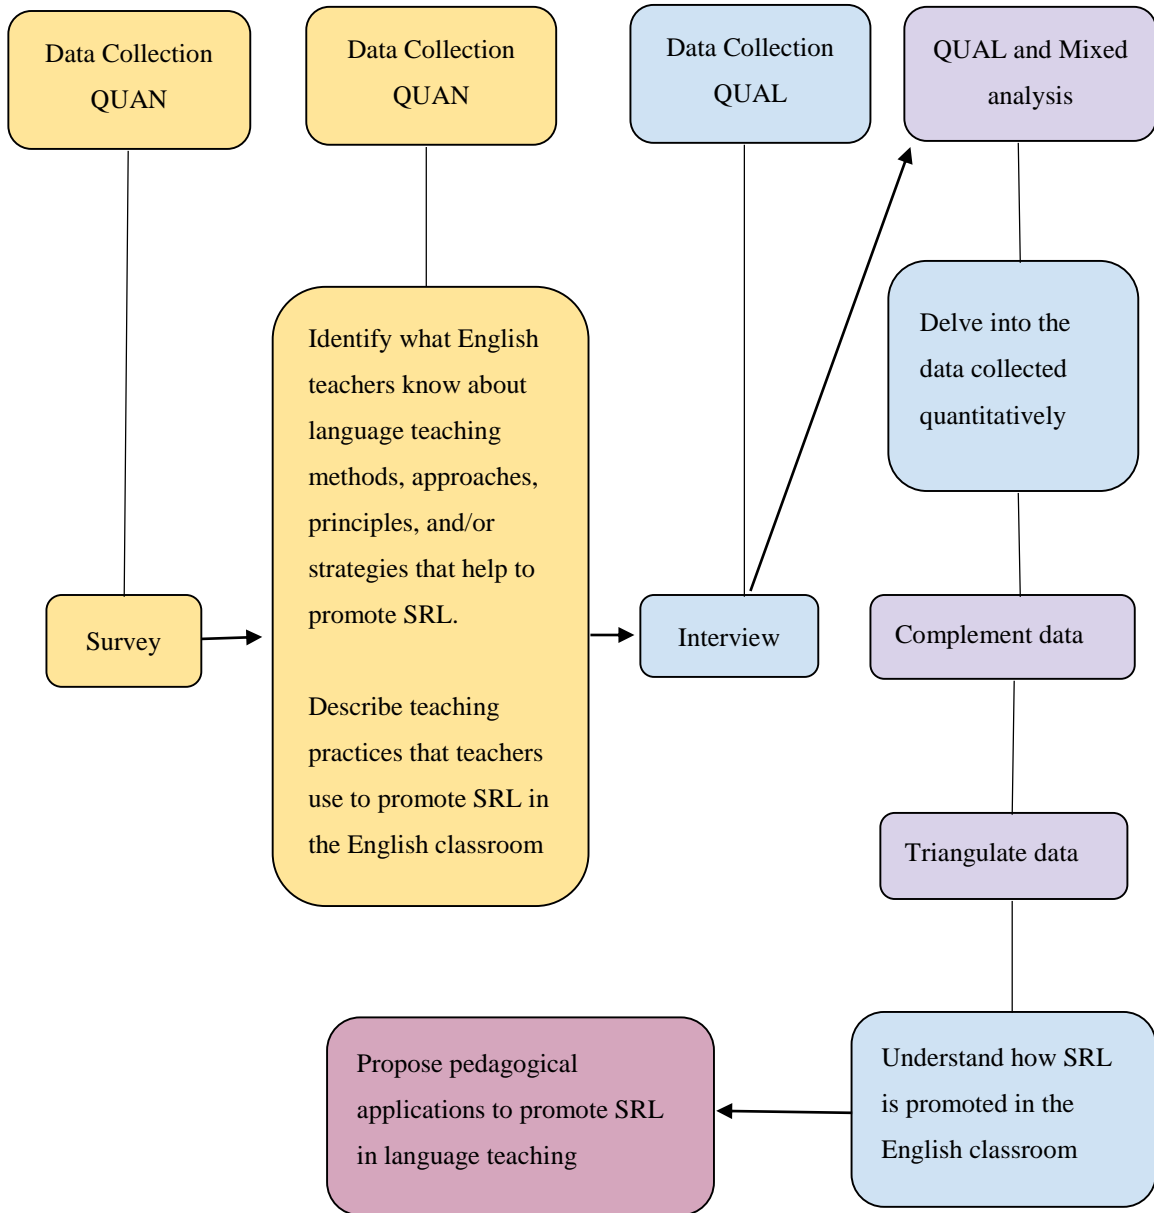 Data Collection
QUAN
Data Collection
QUAN
Data Collection
QUAL
QUAL and Mixed
analysis
Survey
Identify what English
teachers know about
language teaching
methods, approaches,
principles, and/or
strategies that help to
promote SRL.
Describe teaching
practices that teachers
use to promote SRL in
the English classroom
Interview
Delve into the
data collected
quantitatively
Complement data
Triangulate data
Understand how SRL
is promoted in the
English classroom
Propose pedagogical
applications to promote SRL
in language teaching